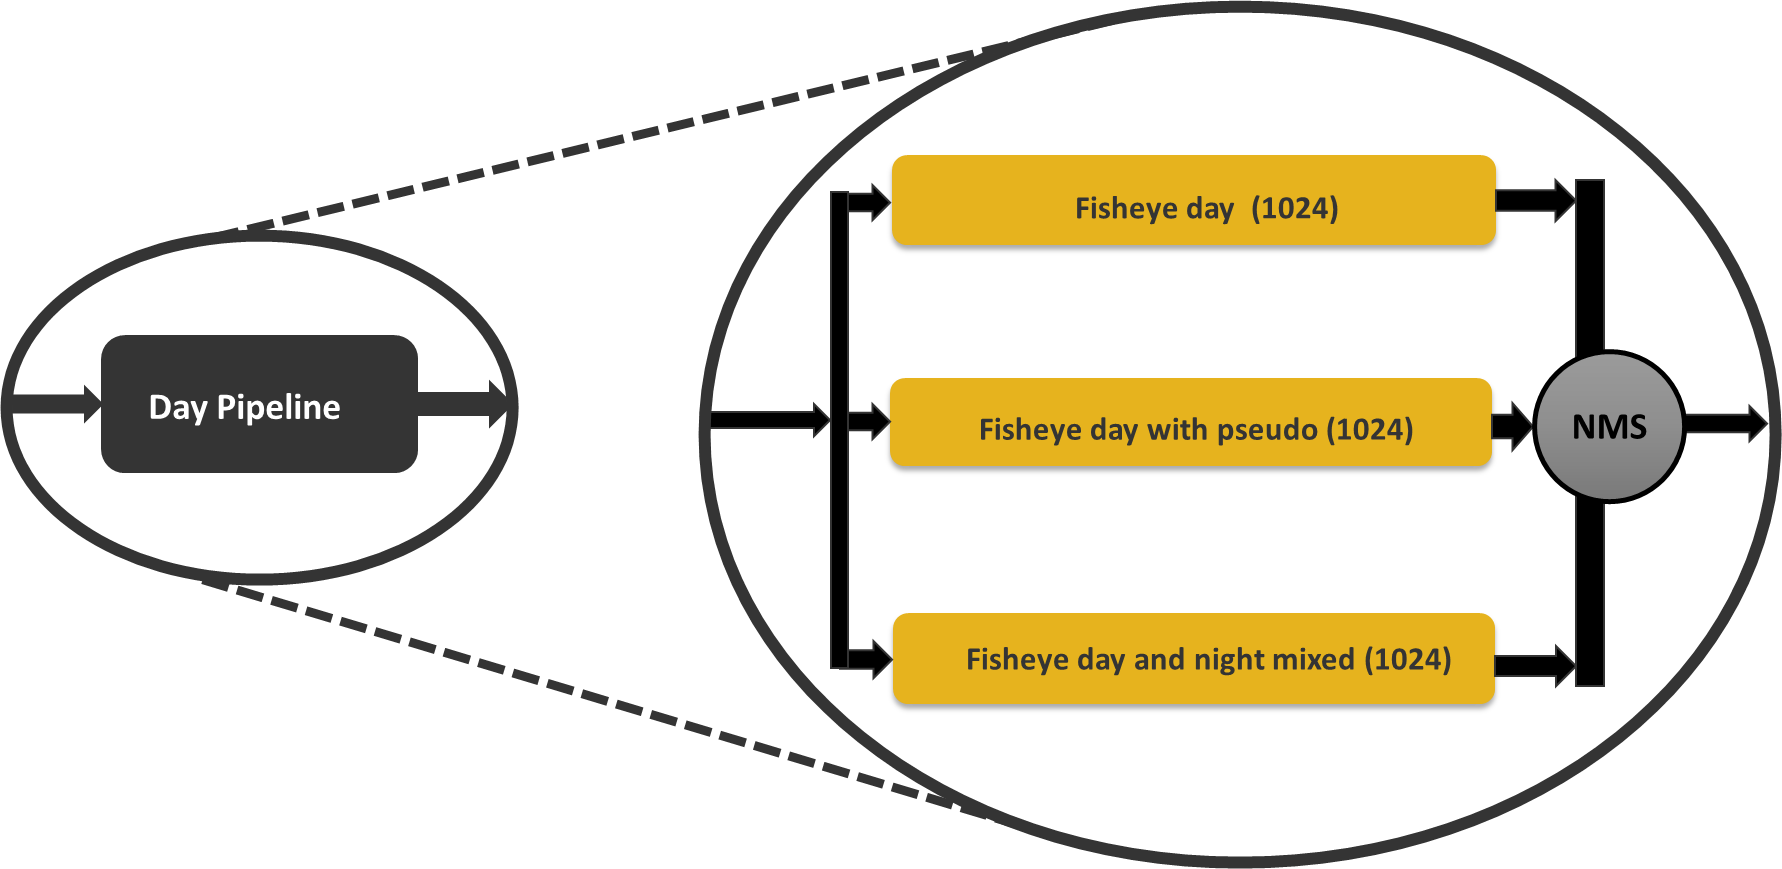 Day Pipeline
Fisheye day (1024)
Fisheye day with pseudo (1024)
Fisheye day and night mixed (1024)
NMS